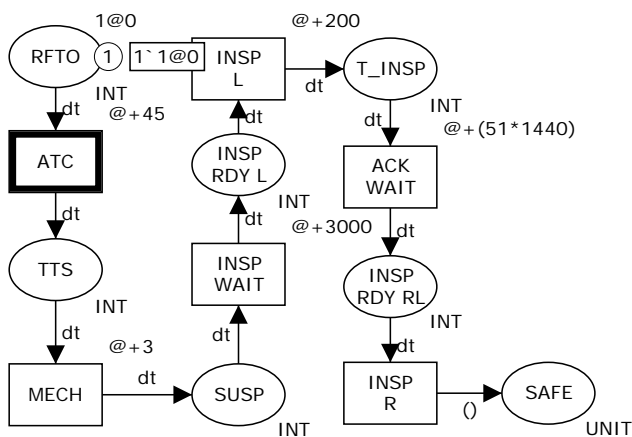 1@0
@+200
RFTO
1
1`1@0
INSP
L
T_INSP
dt
INT
@+45
dt
dt
dt
INT
@+(51*1440)
ATC
INSP
RDY L
ACK
WAIT
dt
dt
INT
@+3000
dt
TTS
INSP
WAIT
INSP
RDY RL
INT
INT
dt
dt
dt
@+3
MECH
dt
SUSP
INSP
R
()
SAFE
INT
UNIT